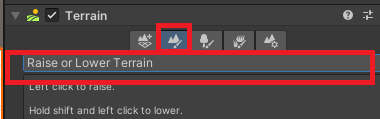 Terrain
Raise or Lower Terrain
Left click to raise.
Hold shift and left click to lower.